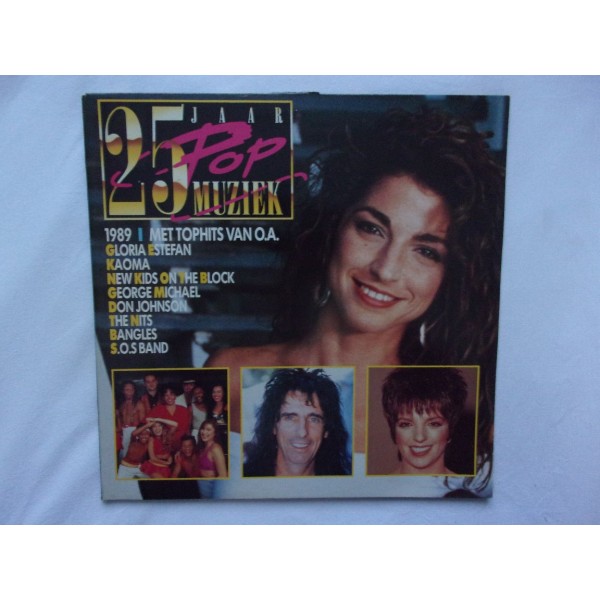 25 JAAR
Pop
MUZIEK
1989 | MET TOPHITS VAN O.A.
GLORIA ESTEFAN
KAOMA
NEW KIDS ON THE BLOCK
GEORGE MICHAEL
DON JOHNSON
THE NITS
BANGLES
S.O.S BAND